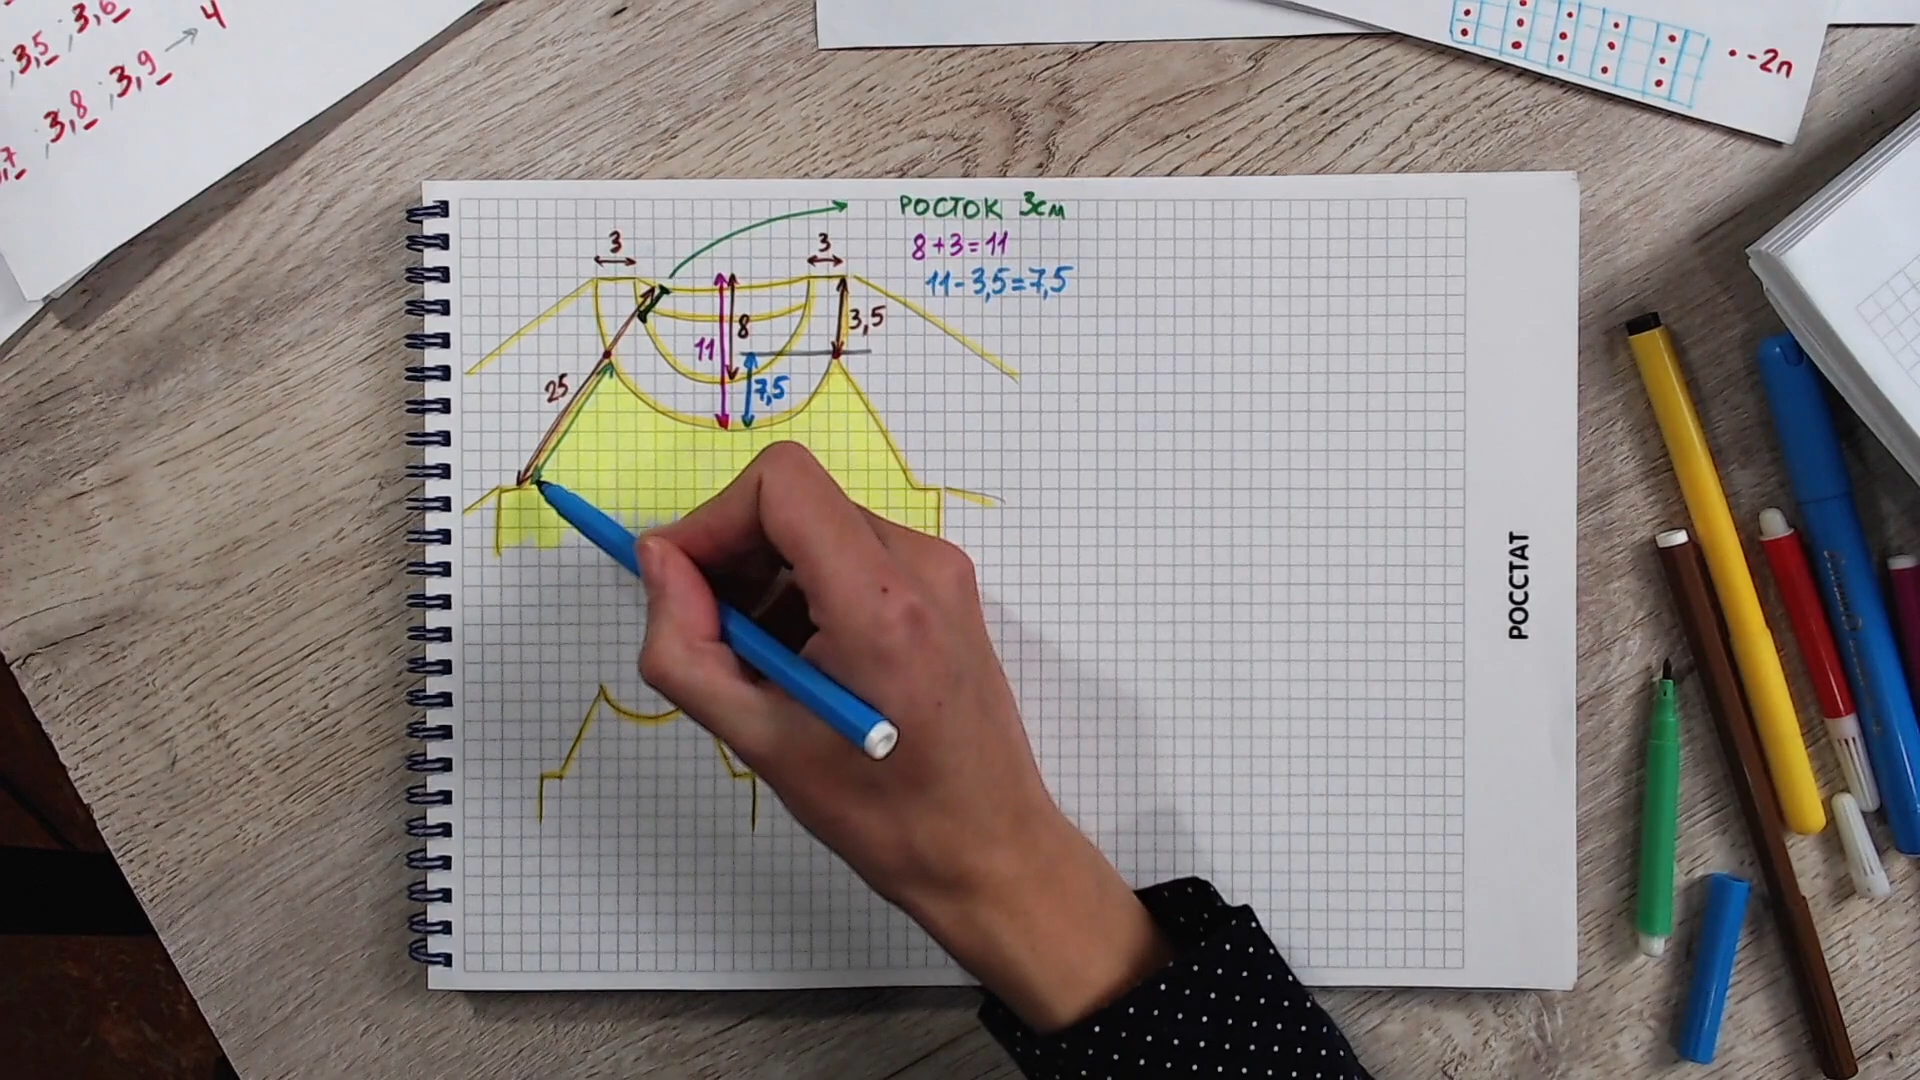 3,5 ; 3,6
3,8 ; 3,9 → 4
• -2п
РОСТОК 3см
8+3=11
11-3,5=7,5
3
3
3,5
8
11
7,5
25
РОССТАТ